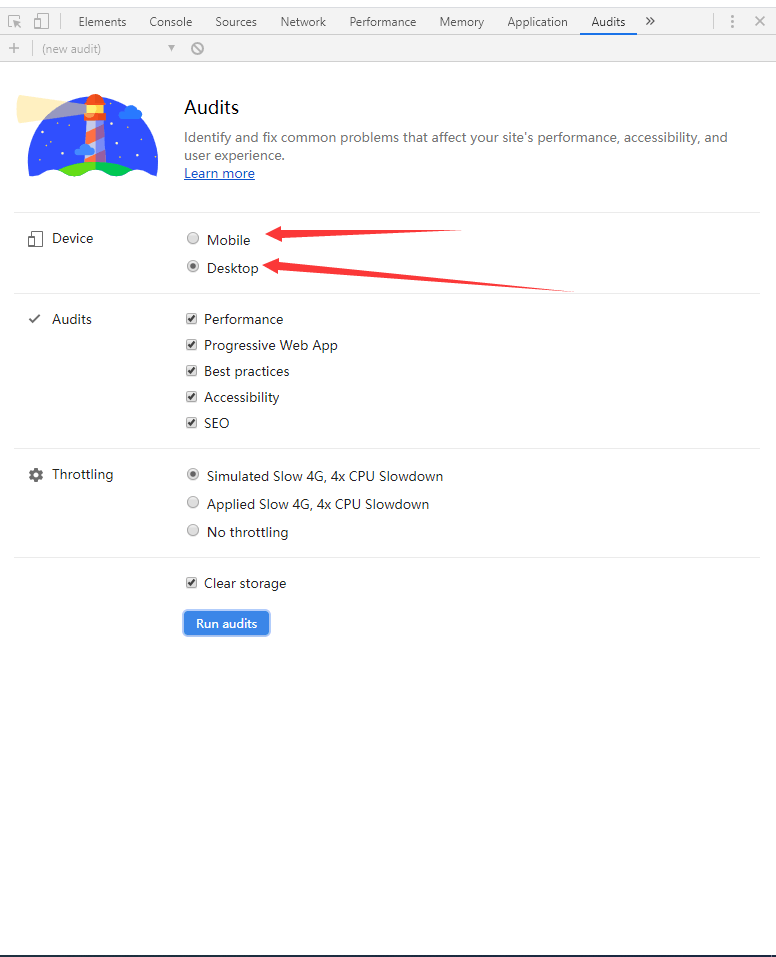 Elements Console Sources Network Performance Memory Application Audits »
(new audit)
Audits
Identify and fix common problems that affect your site's performance, accessibility, and
user experience.
Learn more
Device
Mobile
Desktop
Audits
Performance
Progressive Web App
Best practices
Accessibility
SEO
Throttling
Simulated Slow 4G, 4x CPU Slowdown
Applied Slow 4G, 4x CPU Slowdown
No throttling
Clear storage
Run audits